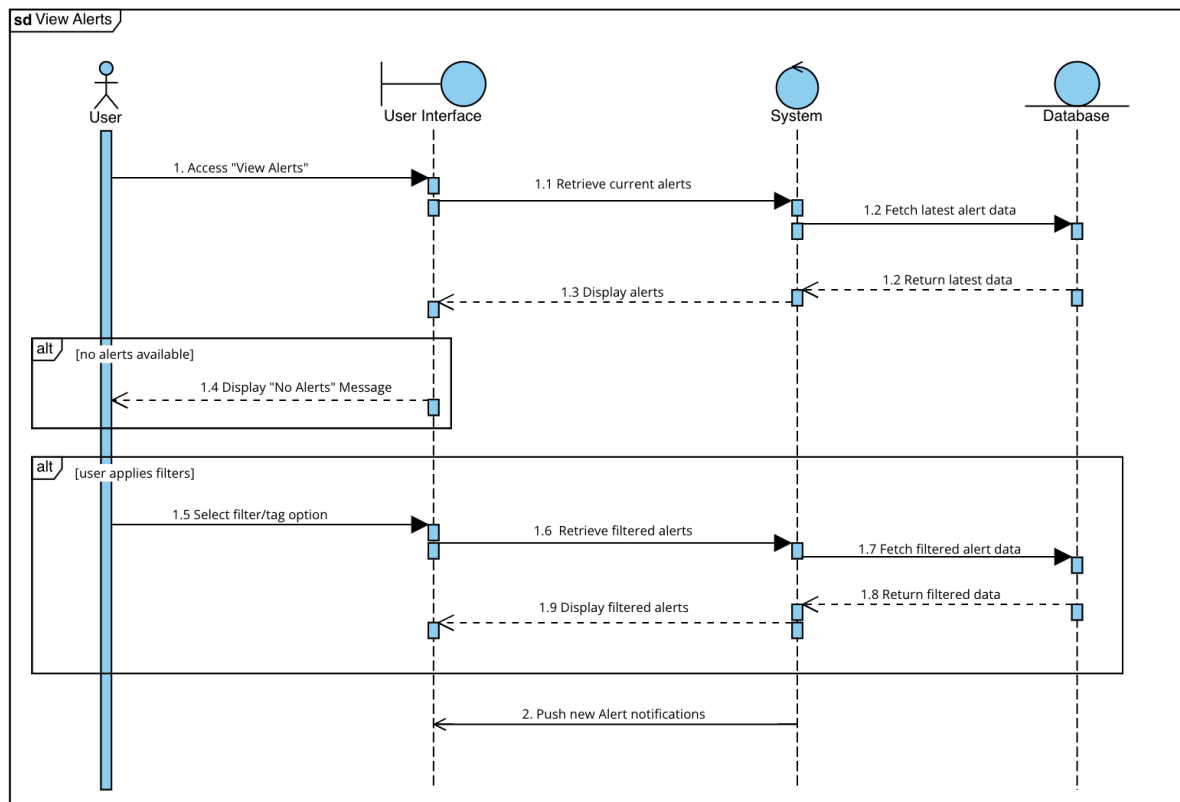 sd View Alerts
User
User Interface
System
Database
1. Access "View Alerts"
1.1 Retrieve current alerts
1.2 Fetch latest alert data
1.2 Return latest data
1.3 Display alerts
alt
[no alerts available]
1.4 Display "No Alerts" Message
alt
[user applies filters]
1.5 Select filter/tag option
1.6 Retrieve filtered alerts
1.7 Fetch filtered alert data
1.8 Return filtered data
1.9 Display filtered alerts
2. Push new Alert notifications